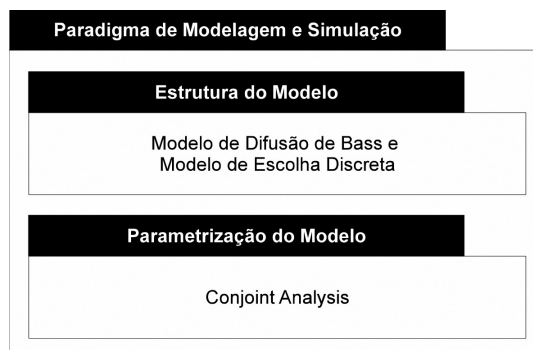 Paradigma de Modelagem e Simulação
Estrutura do Modelo
Modelo de Difusão de Bass e
Modelo de Escolha Discreta
Parametrização do Modelo
Conjoint Analysis